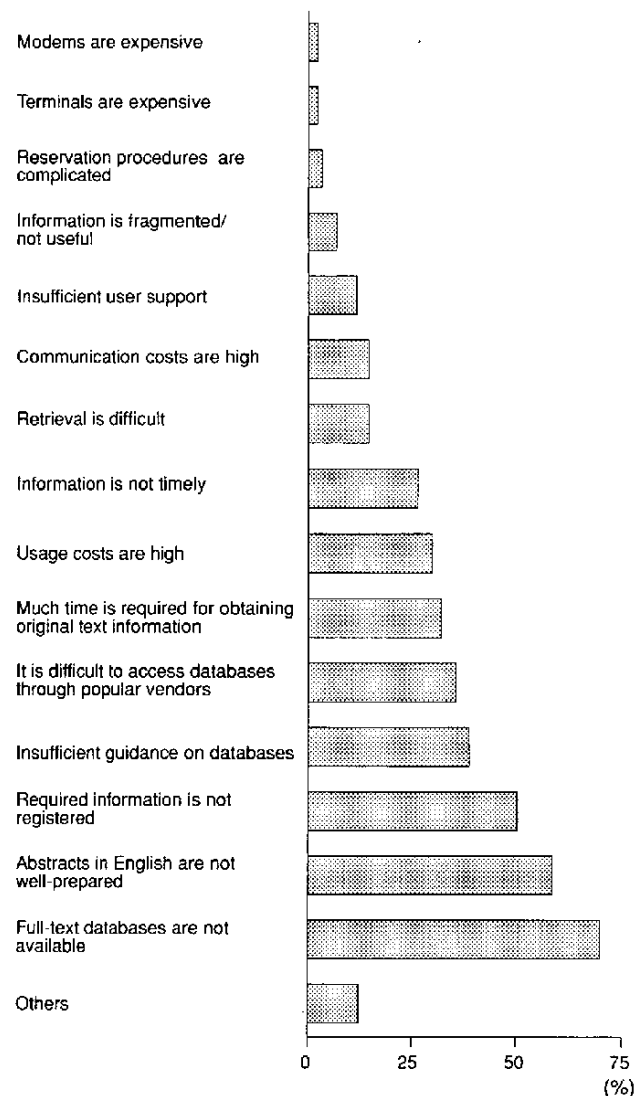 Modems are expensive
Terminals are expensive
Reservation procedures are
complicated
Information is fragmented/
not useful
Insufficient user support
Communication costs are high
Retrieval is difficult
Information is not timely
Usage costs are high
Much time is required for obtaining
original text information
It is difficult to access databases
through popular vendors
Insufficient guidance on databases
Required information is not
registered
Abstracts in English are not
well-prepared
Full-text databases are not
available
Others
0 25 50 75
(%)